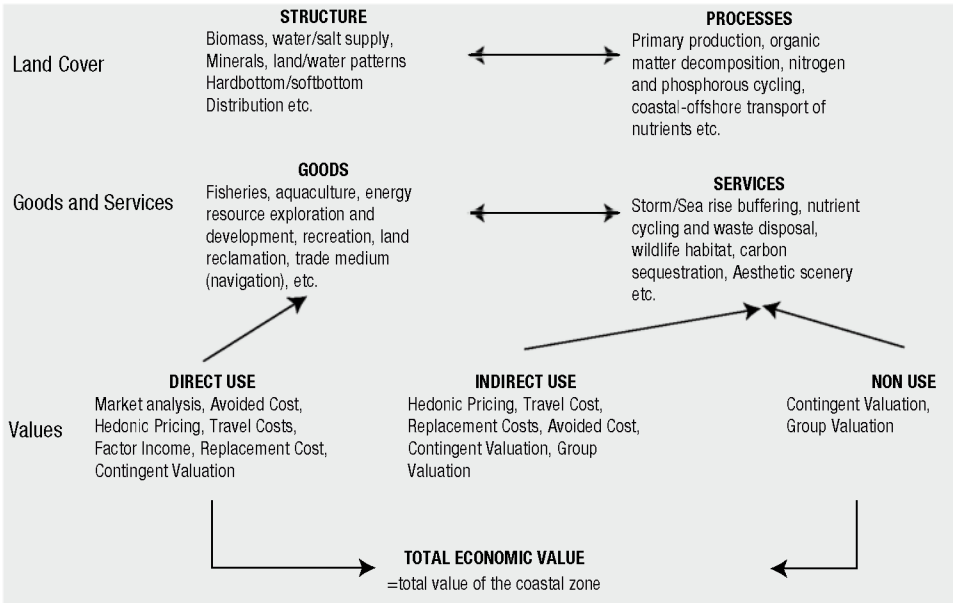 STRUCTURE
Biomass, water/salt supply,
Minerals, land/water patterns
Hardbottom/softbottom
Distribution etc.
PROCESSES
Primary production, organic
matter decomposition, nitrogen
and phosphorous cycling,
coastal-offshore transport of
nutrients etc.
Land Cover
GOODS
Fisheries, aquaculture, energy
resource exploration and
development, recreation, land
reclamation, trade medium
(navigation), etc.
SERVICES
Storm/Sea rise buffering, nutrient
cycling and waste disposal,
wildlife habitat, carbon
sequestration, Aesthetic scenery
etc.
Goods and Services
DIRECT USE
Market analysis, Avoided Cost,
Hedonic Pricing, Travel Costs,
Factor Income, Replacement Cost,
Contingent Valuation
INDIRECT USE
Hedonic Pricing, Travel Cost,
Replacement Costs, Avoided Cost,
Contingent Valuation, Group
Valuation
NON USE
Contingent Valuation,
Group Valuation
Values
TOTAL ECONOMIC VALUE
=total value of the coastal zone